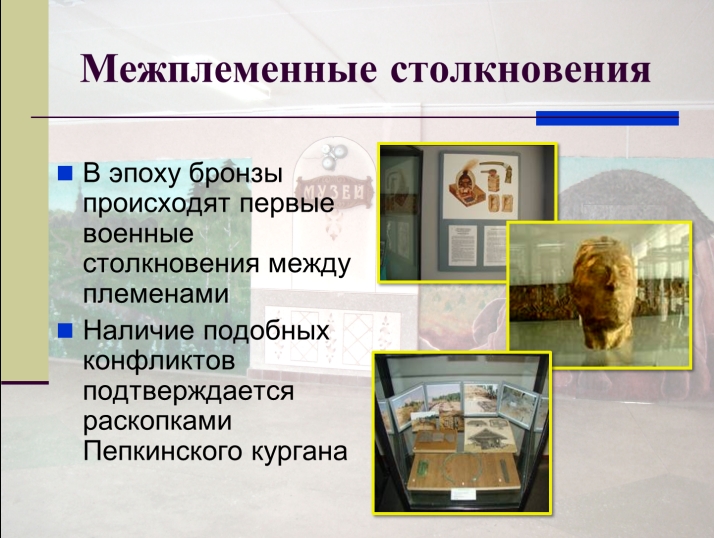 Межплеменные столкновения
В эпоху бронзы
происходят первые
военные
столкновения между
племенами
Наличие подобных
конфликтов
подтверждается
раскопками
Пепкинского кургана
МУЗЕЙ